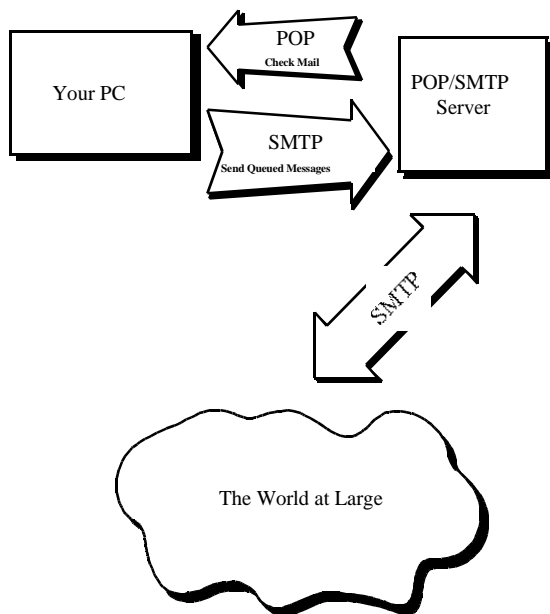 POP
Check Mail
Your PC
POP/SMTP
Server
SMTP
Send Queued Messages
SMTP
The World at Large